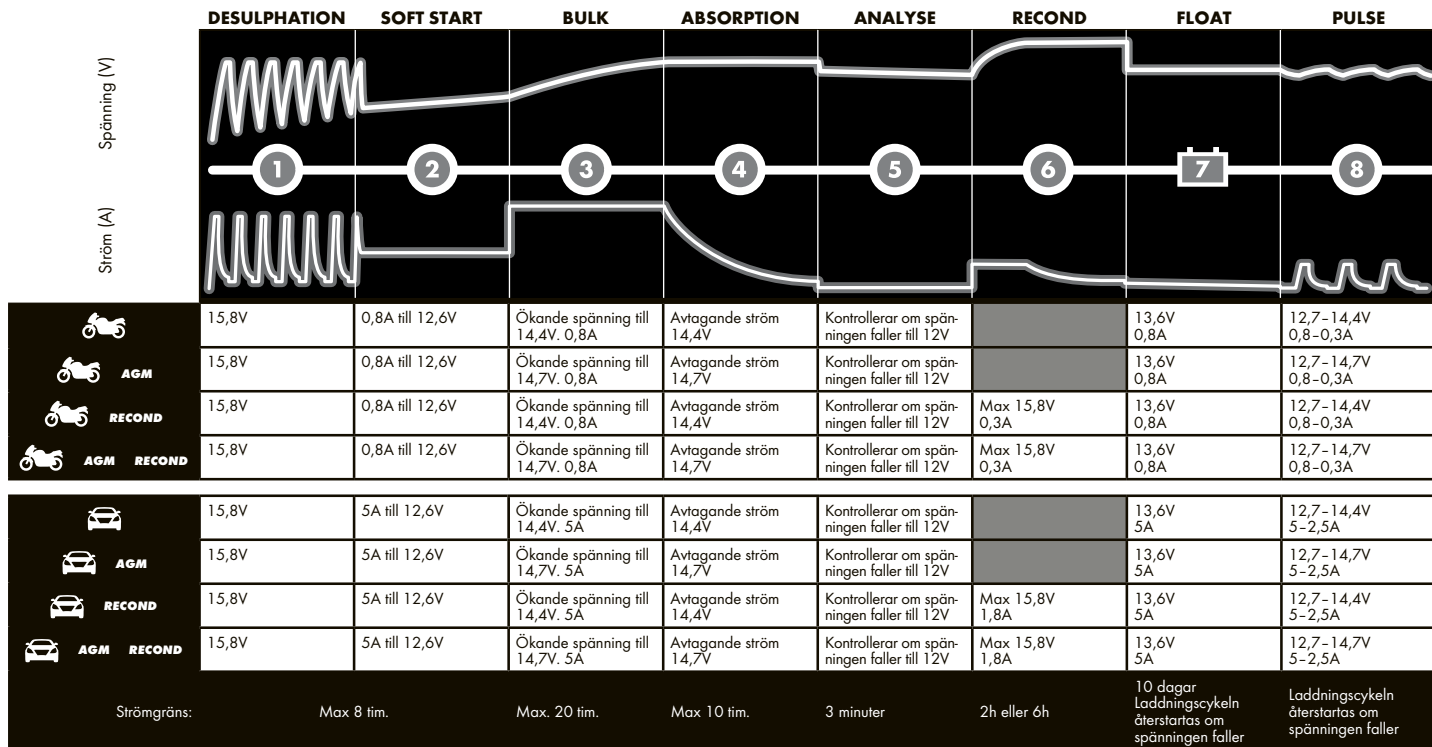 DESULPHATION SOFT START BULK ABSORPTION ANALYSE RECOND FLOAT PULSE
Spänning (V)
1 2 3 4 5 6 7 8
Ström (A)
15,8V 0,8A till 12,6V Ökande spänning till Avtagande ström Kontrollerar om spän- 13,6V 12,7–14,4V
14,4V. 0,8A 14,4V ningen faller till 12V 0,8A 0,8–0,3A
AGM 15,8V 0,8A till 12,6V Ökande spänning till Avtagande ström Kontrollerar om spän- 13,6V 12,7–14,7V
14,7V. 0,8A 14,7V ningen faller till 12V 0,8A 0,8–0,3A
RECOND 15,8V 0,8A till 12,6V Ökande spänning till Avtagande ström Kontrollerar om spän- Max 15,8V 13,6V 12,7–14,4V
14,4V. 0,8A 14,4V ningen faller till 12V 0,3A 0,8A 0,8–0,3A
AGM RECOND 15,8V 0,8A till 12,6V Ökande spänning till Avtagande ström Kontrollerar om spän- Max 15,8V 13,6V 12,7–14,7V
14,7V. 0,8A 14,7V ningen faller till 12V 0,3A 0,8A 0,8–0,3A
15,8V 5A till 12,6V Ökande spänning till Avtagande ström Kontrollerar om spän- 13,6V 12,7–14,4V
14,4V. 5A 14,4V ningen faller till 12V 5A 5–2,5A
AGM 15,8V 5A till 12,6V Ökande spänning till Avtagande ström Kontrollerar om spän- 13,6V 12,7–14,7V
14,7V. 5A 14,7V ningen faller till 12V 5A 5–2,5A
RECOND 15,8V 5A till 12,6V Ökande spänning till Avtagande ström Kontrollerar om spän- Max 15,8V 13,6V 12,7–14,4V
14,4V. 5A 14,4V ningen faller till 12V 1,8A 5A 5–2,5A
AGM RECOND 15,8V 5A till 12,6V Ökande spänning till Avtagande ström Kontrollerar om spän- Max 15,8V 13,6V 12,7–14,7V
14,7V. 5A 14,7V ningen faller till 12V 1,8A 5A 5–2,5A
Strömgräns: Max 8 tim. Max. 20 tim. Max 10 tim. 3 minuter 2h eller 6h
10 dagar
Laddningscykeln
återstartas om
spänningen faller
Laddningscykeln
återstartas om
spänningen faller